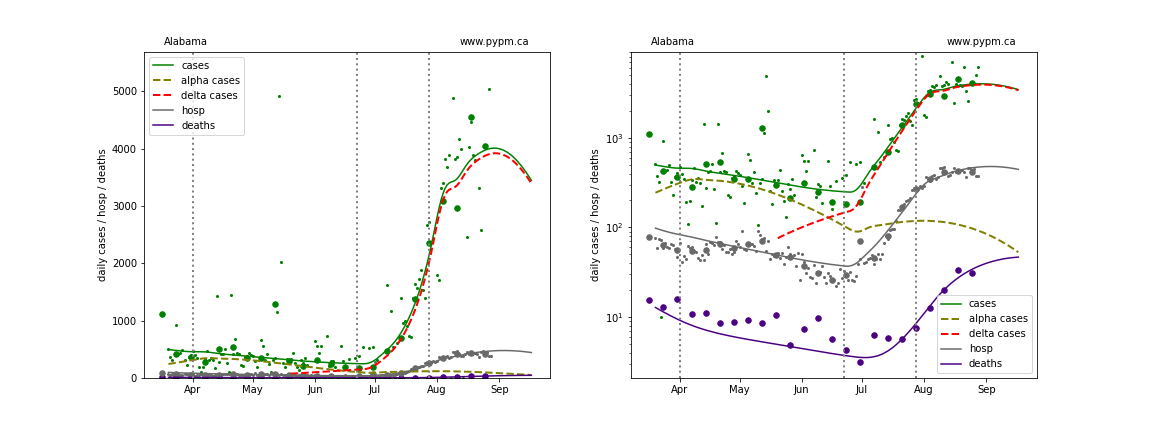 Alabama www.pypm.ca
daily cases / hosp / deaths
5000
4000
3000
2000
1000
0
cases
alpha cases
delta cases
hosp
deaths
Apr May Jun Jul Aug Sep
Alabama www.pypm.ca
daily cases / hosp / deaths
10³
10²
10¹
cases
alpha cases
delta cases
hosp
deaths
Apr May Jun Jul Aug Sep